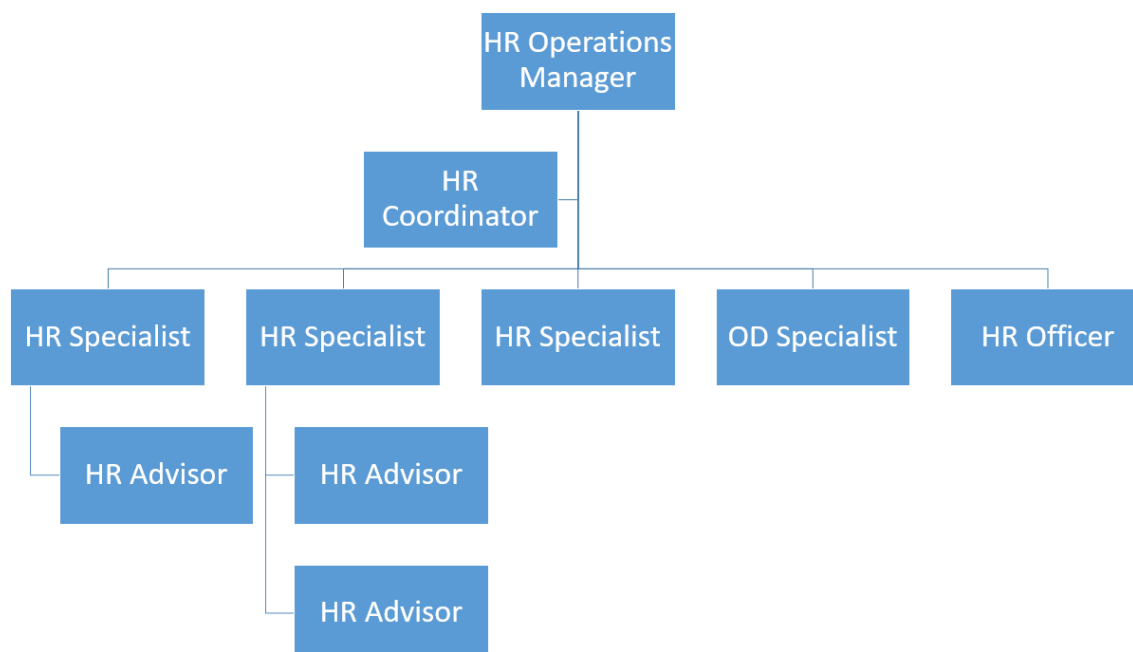 HR Operations
Manager
HR
Coordinator
HR Specialist
HR Specialist
HR Specialist
OD Specialist
HR Officer
HR Advisor
HR Advisor
HR Advisor